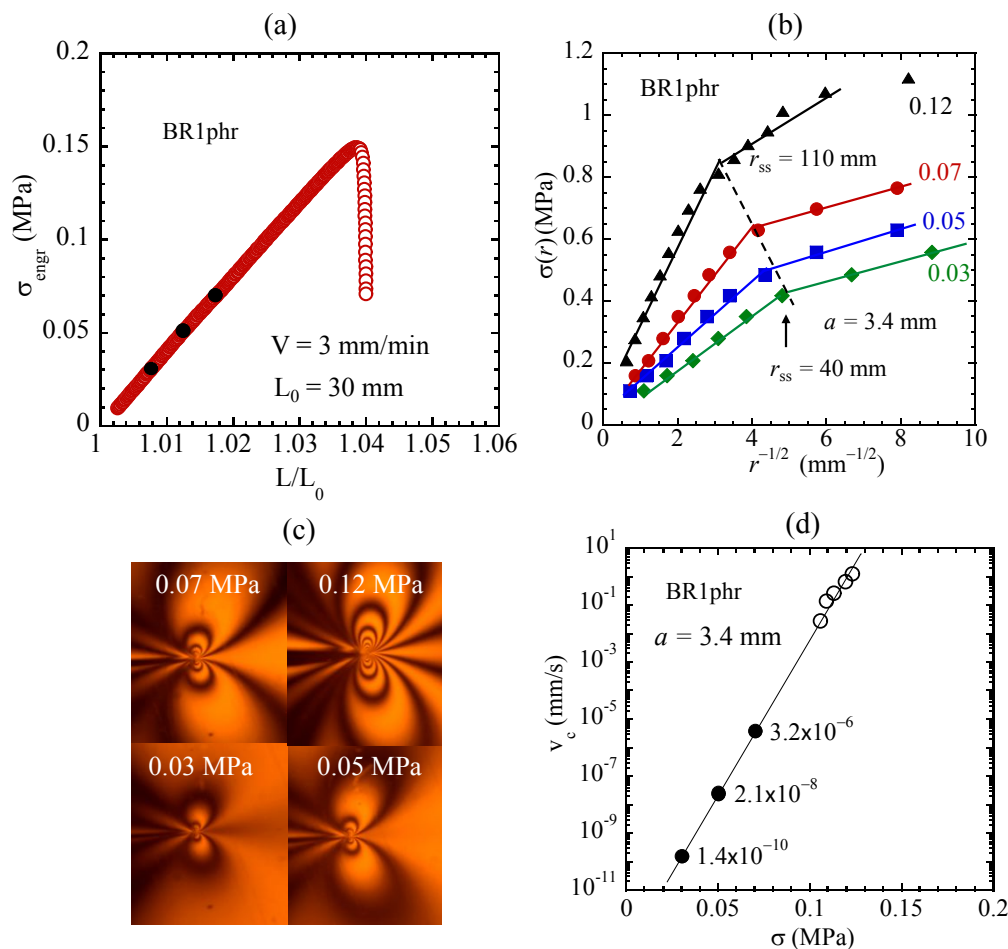 (a)
0.2
0.15
0.1
0.05
0
σengr (MPa)
BR1phr
V = 3 mm/min
L0 = 30 mm
1 1.01 1.02 1.03 1.04 1.05 1.06
L/L0
(b)
1.2
1
0.8
0.6
0.4
0.2
0
σ(r) (MPa)
BR1phr
0.12
rss = 110 mm
0.07
0.05
0.03
a = 3.4 mm
rss = 40 mm
0 2 4 6 8 10
r−1/2 (mm−1/2)
(c)
0.07 MPa
0.12 MPa
0.03 MPa
0.05 MPa
(d)
10^1
10^-1
10^-3
10^-5
10^-7
10^-9
10^-11
vc (mm/s)
BR1phr
a = 3.4 mm
3.2x10−6
2.1x10−8
1.4x10−10
0 0.05 0.1 0.15 0.2
σ (MPa)